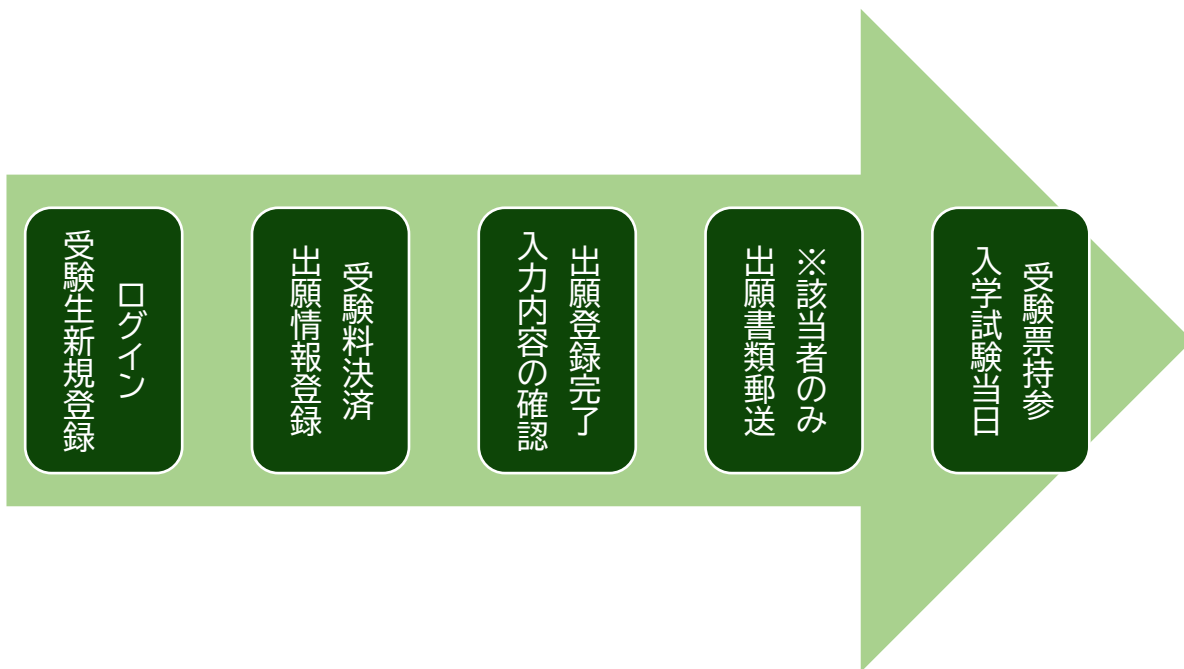 受験生新規登録
ログイン
出願情報登録
受験料決済
入力内容の確認
出願登録完了
出願書類郵送
※該当者のみ
入学試験当日
受験票持参